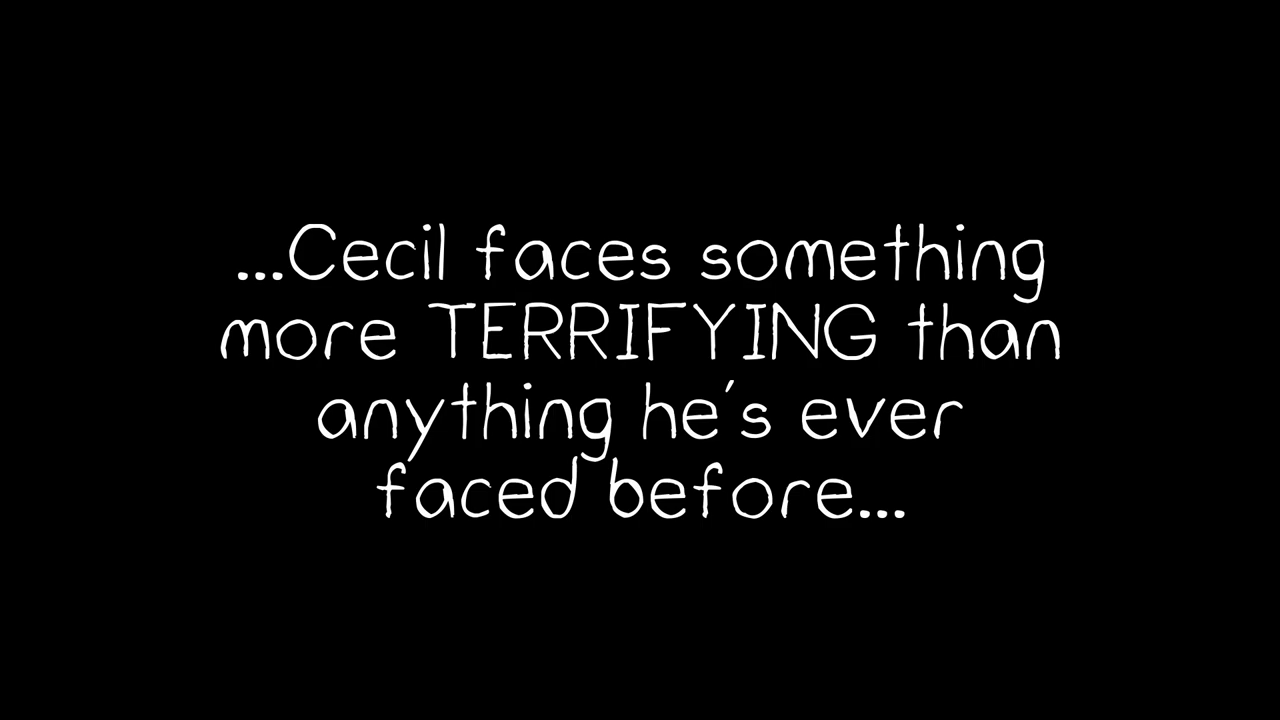 ...Cecil faces something
more TERRIFYING than
anything he's ever
faced before...